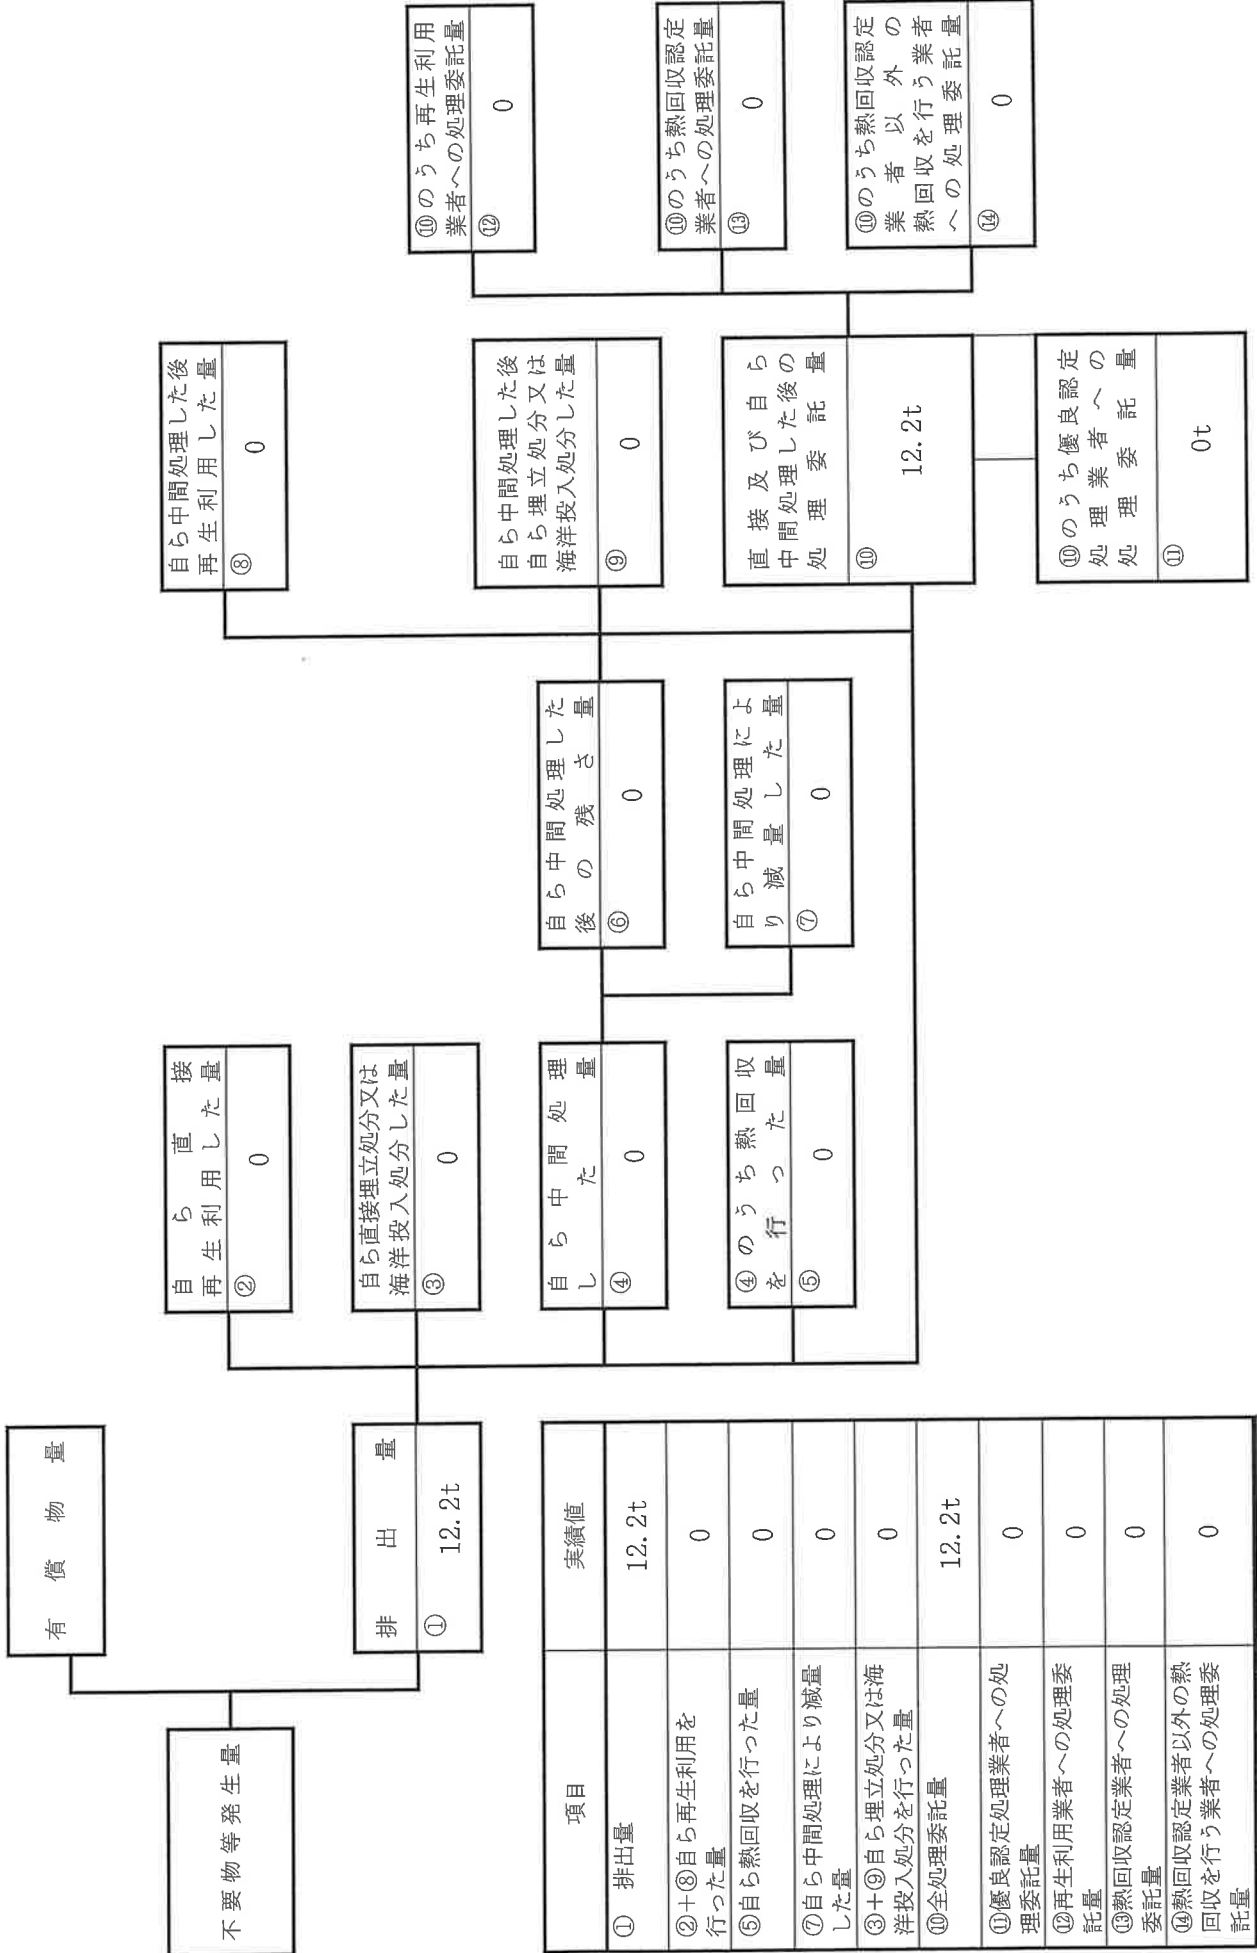 不要物等発生量
有償物量
排出量
① 12.2t
自ら直接
再生利用した量
② 0
自ら直接埋立処分又は
海洋投入処分した量
③ 0
自ら中間処理
した量
④ 0
④のうち熱回収
を行った量
⑤ 0
自ら中間処理した
後の残さ量
⑥ 0
自ら中間処理によ
り減量した量
⑦ 0
自ら中間処理した後
再生利用した量
⑧ 0
自ら中間処理した後
自ら埋立処分又は
海洋投入処分した量
⑨ 0
直接及び自ら
中間処理した後の
処理委託量
⑩ 12.2t
⑩のうち優良認定
処理業者への
処理委託量
⑪ 0t
⑩のうち再生利用
業者への処理委託量
⑫ 0
⑩のうち熱回収認定
業者への処理委託量
⑬ 0
⑩のうち熱回収認定
業者以外の
熱回収を行う業者
への処理委託量
⑭ 0
項目 実績値
① 排出量 12.2t
②+⑧自ら再生利用を
行った量 0
⑤自ら熱回収を行った量 0
⑦自ら中間処理により減量
した量 0
③+⑨自ら埋立処分又は海
洋投入処分を行った量 0
⑩全処理委託量 12.2t
⑪優良認定処理業者への処
理委託量 0
⑫再生利用業者への処理委
託量 0
⑬熱回収認定業者への処理
委託量 0
⑭熱回収認定業者以外の熱
回収を行う業者への処理委
託量 0